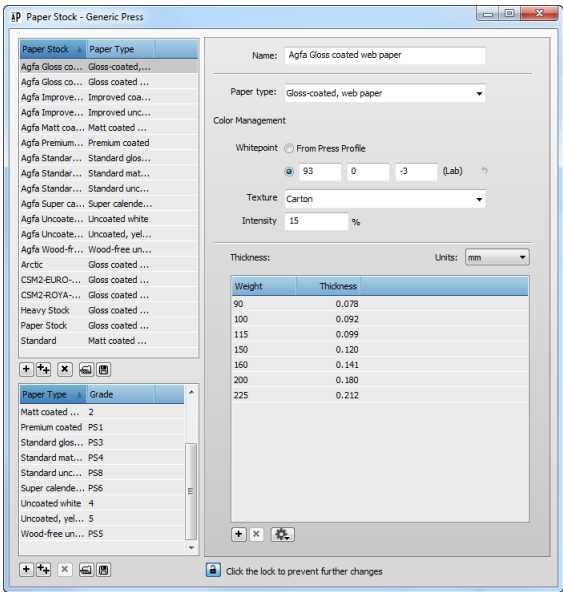 Paper Stock - Generic Press
Paper Stock Paper Type
Agfa Gloss co... Gloss-coated,...
Agfa Gloss co... Gloss coated ...
Agfa Improve... Improved coa...
Agfa Improve... Improved unc...
Agfa Matt coa... Matt coated ...
Agfa Premium... Premium coated
Agfa Standar... Standard glos...
Agfa Standar... Standard mat...
Agfa Standar... Standard unc...
Agfa Super ca... Super calende...
Agfa Uncoate... Uncoated white
Agfa Uncoate... Uncoated, yel...
Agfa Wood-fr... Wood-free un...
Arctic Gloss coated ...
CSM2-EURO-... Gloss coated ...
CSM2-ROYA-... Gloss coated ...
Heavy Stock Gloss coated ...
Paper Stock Gloss coated ...
Standard Matt coated ...
Paper Type Grade
Matt coated ... 2
Premium coated PS1
Standard glos... PS3
Standard mat... PS4
Standard unc... PS8
Super calende... PS6
Uncoated white 4
Uncoated, yel... 5
Wood-free un... PS5
Name: Agfa Gloss coated web paper
Paper type: Gloss-coated, web paper
Color Management
Whitepoint From Press Profile
93 0 -3 (Lab)
Texture Carton
Intensity 15 %
Thickness: Units: mm
Weight Thickness
90 0.078
100 0.092
115 0.099
150 0.120
160 0.141
200 0.180
225 0.212
Click the lock to prevent further changes